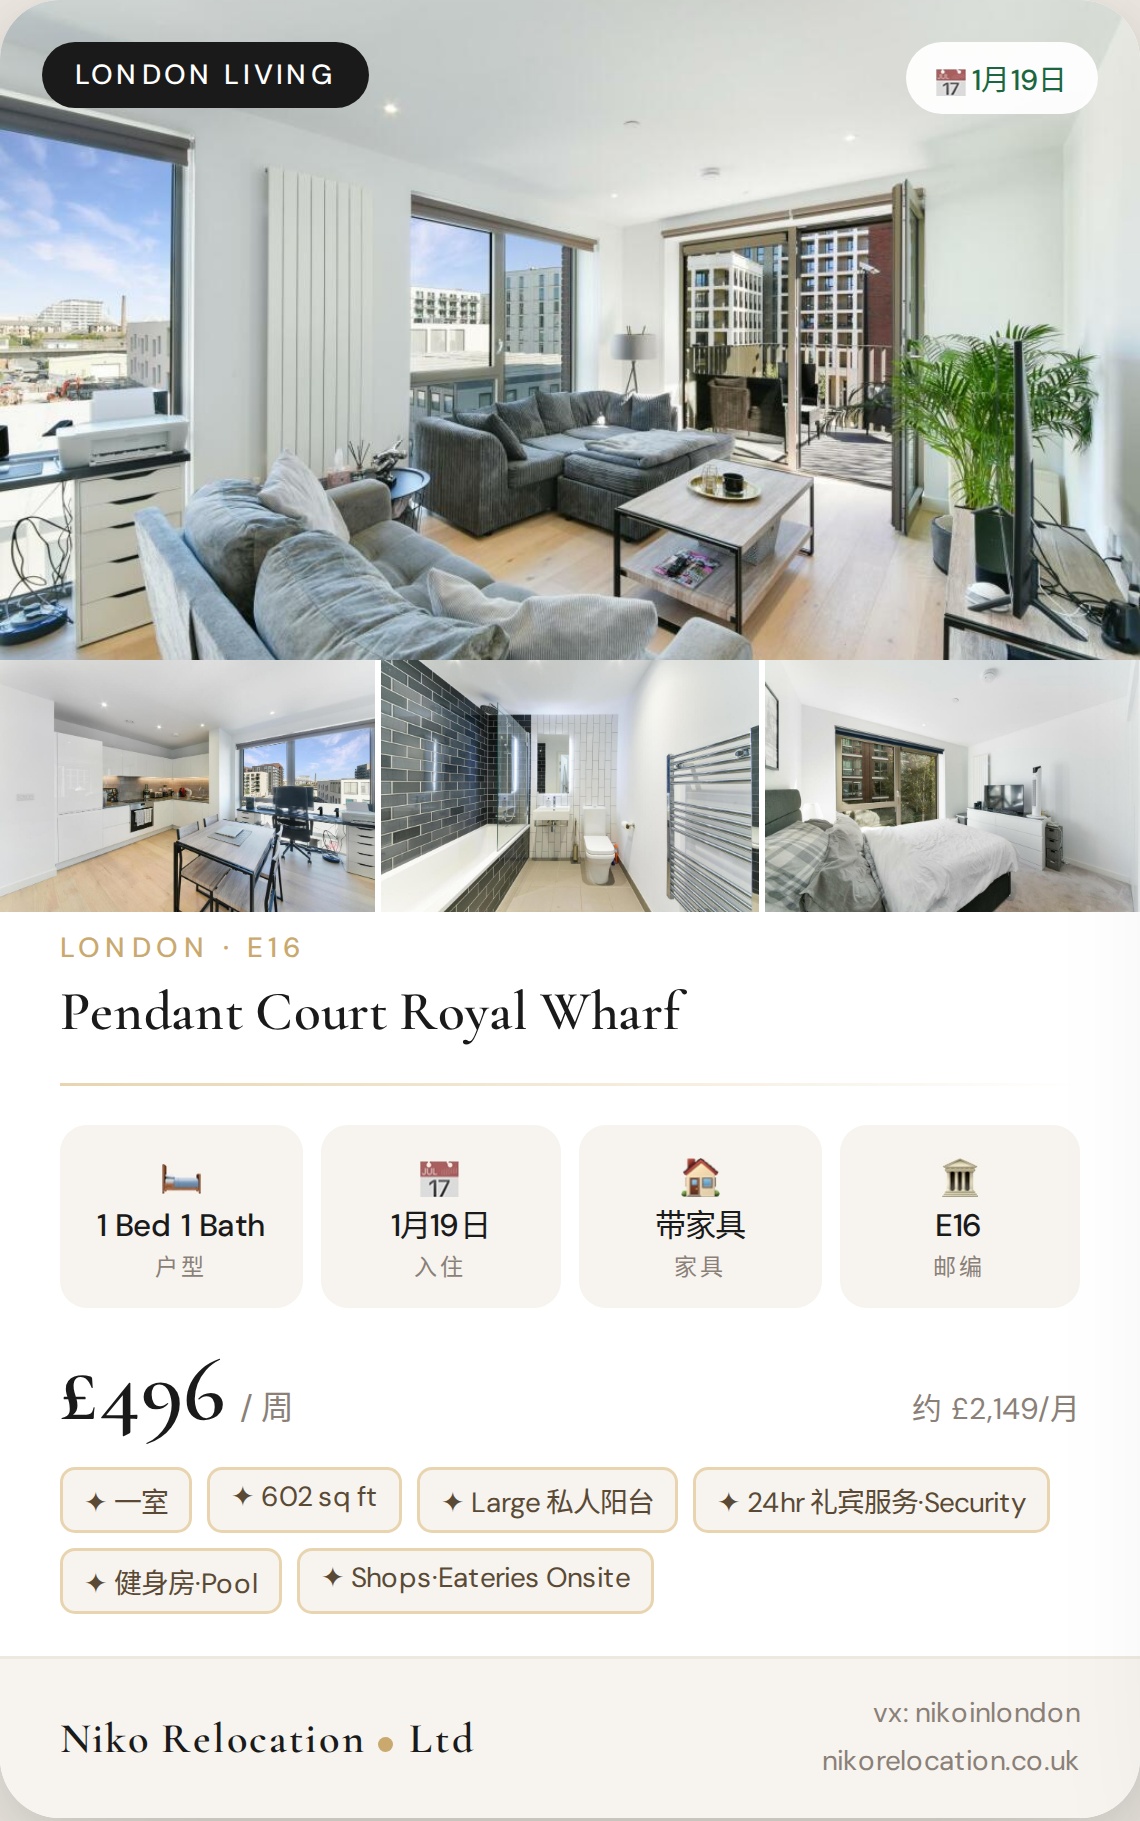 LONDON LIVING
1月19日
LONDON · E16
Pendant Court Royal Wharf
1 Bed 1 Bath
户型
1月19日
入住
带家具
家具
E16
邮编
£496 / 周
约 £2,149/月
✦ 一室
✦ 602 sq ft
✦ Large 私人阳台
✦ 24hr 礼宾服务·Security
✦ 健身房·Pool
✦ Shops·Eateries Onsite
Niko Relocation ● Ltd
vx: nikoinlondon
nikorelocation.co.uk